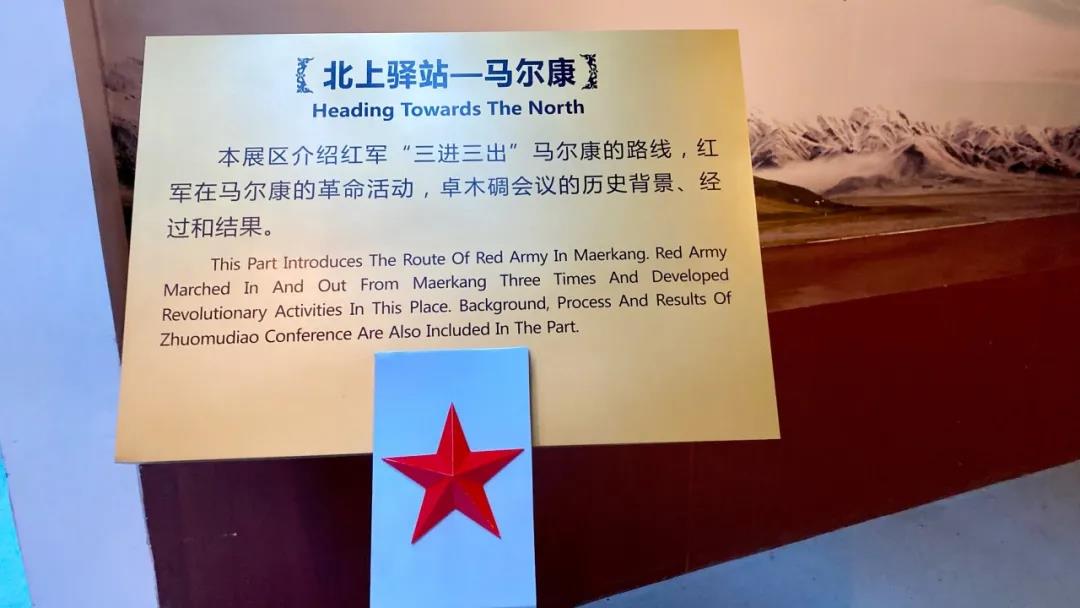 【北上驿站—马尔康】
Heading Towards The North
本展区介绍红军“三进三出”马尔康的路线，红
军在马尔康的革命活动，卓木碉会议的历史背景、经
过和结果。
This Part Introduces The Route Of Red Army In Maerkang. Red Army
Marched In And Out From Maerkang Three Times And Developed
Revolutionary Activities In This Place. Background, Process And Results Of
Zhuomudiao Conference Are Also Included In The Part.